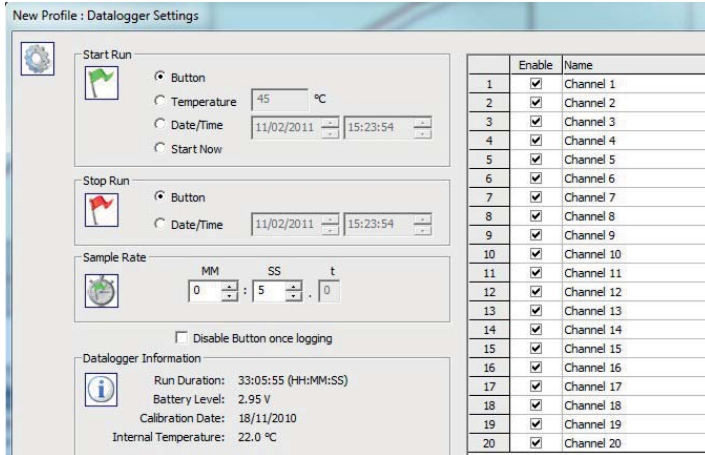 New Profile : Datalogger Settings
Start Run
Button
Temperature 45 ºC
Date/Time 11/02/2011 15:23:54
Start Now
Stop Run
Button
Date/Time 11/02/2011 15:23:54
Sample Rate
MM SS t
0 : 5 . 0
Disable Button once logging
Datalogger Information
Run Duration: 33:05:55 (HH:MM:SS)
Battery Level: 2.95 V
Calibration Date: 18/11/2010
Internal Temperature: 22.0 ºC
Enable Name
1 Channel 1
2 Channel 2
3 Channel 3
4 Channel 4
5 Channel 5
6 Channel 6
7 Channel 7
8 Channel 8
9 Channel 9
10 Channel 10
11 Channel 11
12 Channel 12
13 Channel 13
14 Channel 14
15 Channel 15
16 Channel 16
17 Channel 17
18 Channel 18
19 Channel 19
20 Channel 20